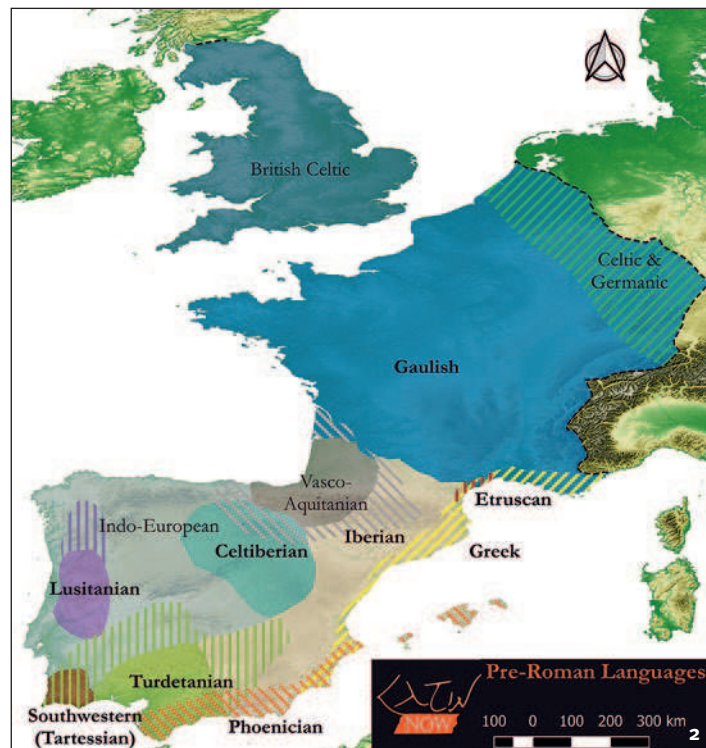 British Celtic
Celtic &
Germanic
Gaulish
Vasco-
Aquitanian
Etruscan
Indo-European
Celtiberian
Iberian
Greek
Lusitanian
Turdetanian
Southwestern
(Tartessian)
Phoenician
Pre-Roman Languages
NOW
100 0 100 200 300 km
2